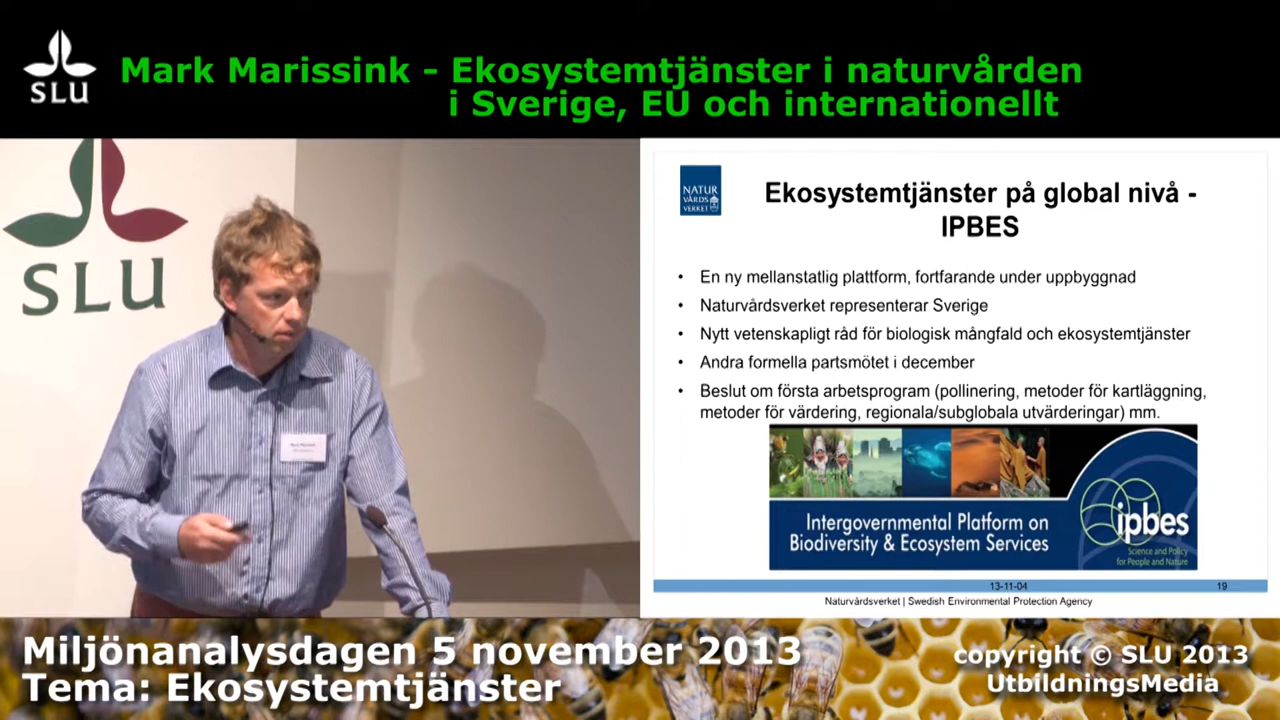 SLU
Mark Marissink - Ekosystemtjänster i naturvården
i Sverige, EU och internationellt
SLU
NATUR
VÅRDS
VERKET
Ekosystemtjänster på global nivå -
IPBES
• En ny mellanstatlig plattform, fortfarande under uppbyggnad
• Naturvårdsverket representerar Sverige
• Nytt vetenskapligt råd för biologisk mångfald och ekosystemtjänster
• Andra formella partsmötet i december
• Beslut om första arbetsprogram (pollinering, metoder för kartläggning,
metoder för värdering, regionala/subglobala utvärderingar) mm.
Intergovernmental Platform on
Biodiversity & Ecosystem Services
ipbes
Science and Policy
for People and Nature
13-11-04
19
Naturvårdsverket | Swedish Environmental Protection Agency
Miljönanalysdagen 5 november 2013
Tema: Ekosystemtjänster
copyright © SLU 2013
UtbildningsMedia